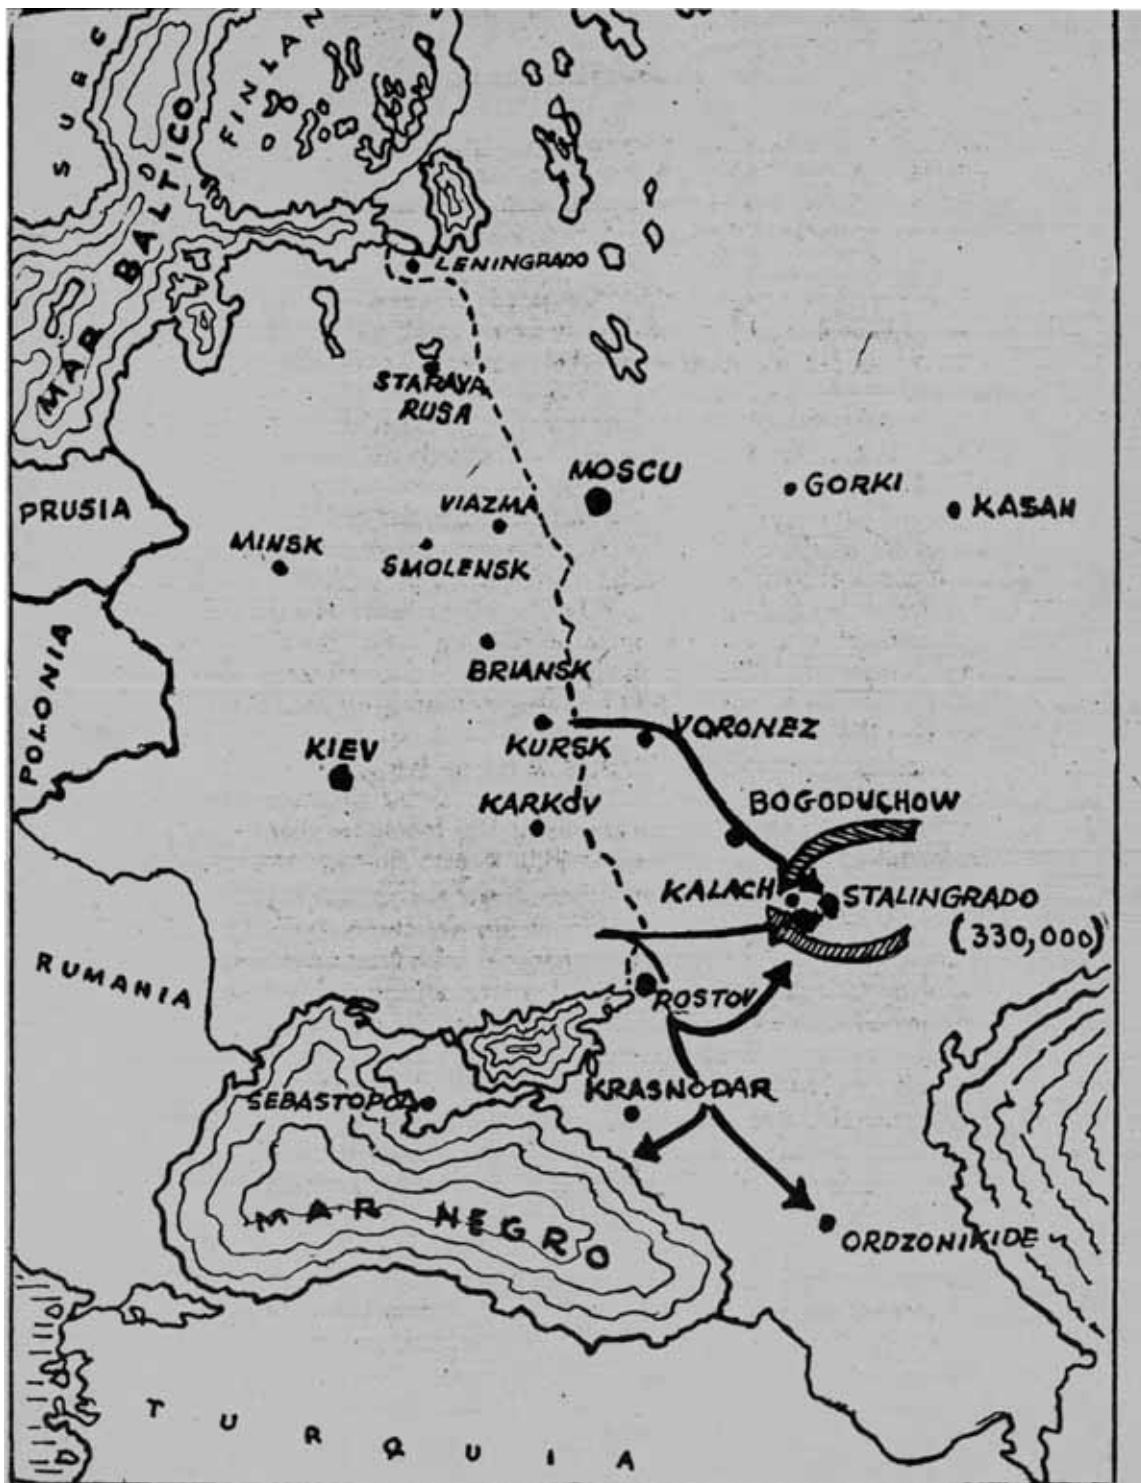 SUEC
FINLAN
MAR BALTICO
LENINGRADO
STARAYA
RUSA
MOSCU
GORKI
KASAN
VIAZMA
PRUSIA
MINSK
SMOLENSK
BRIANSK
POLONIA
KIEV
KURSK
VORONEZ
KARKOV
BOGODUCHOW
KALACH
STALINGRADO
(330,000)
RUMANIA
ROSTOV
SEBASTOPOL
KRASNODAR
MAR NEGRO
ORDZONIKIDE
TURQUIA